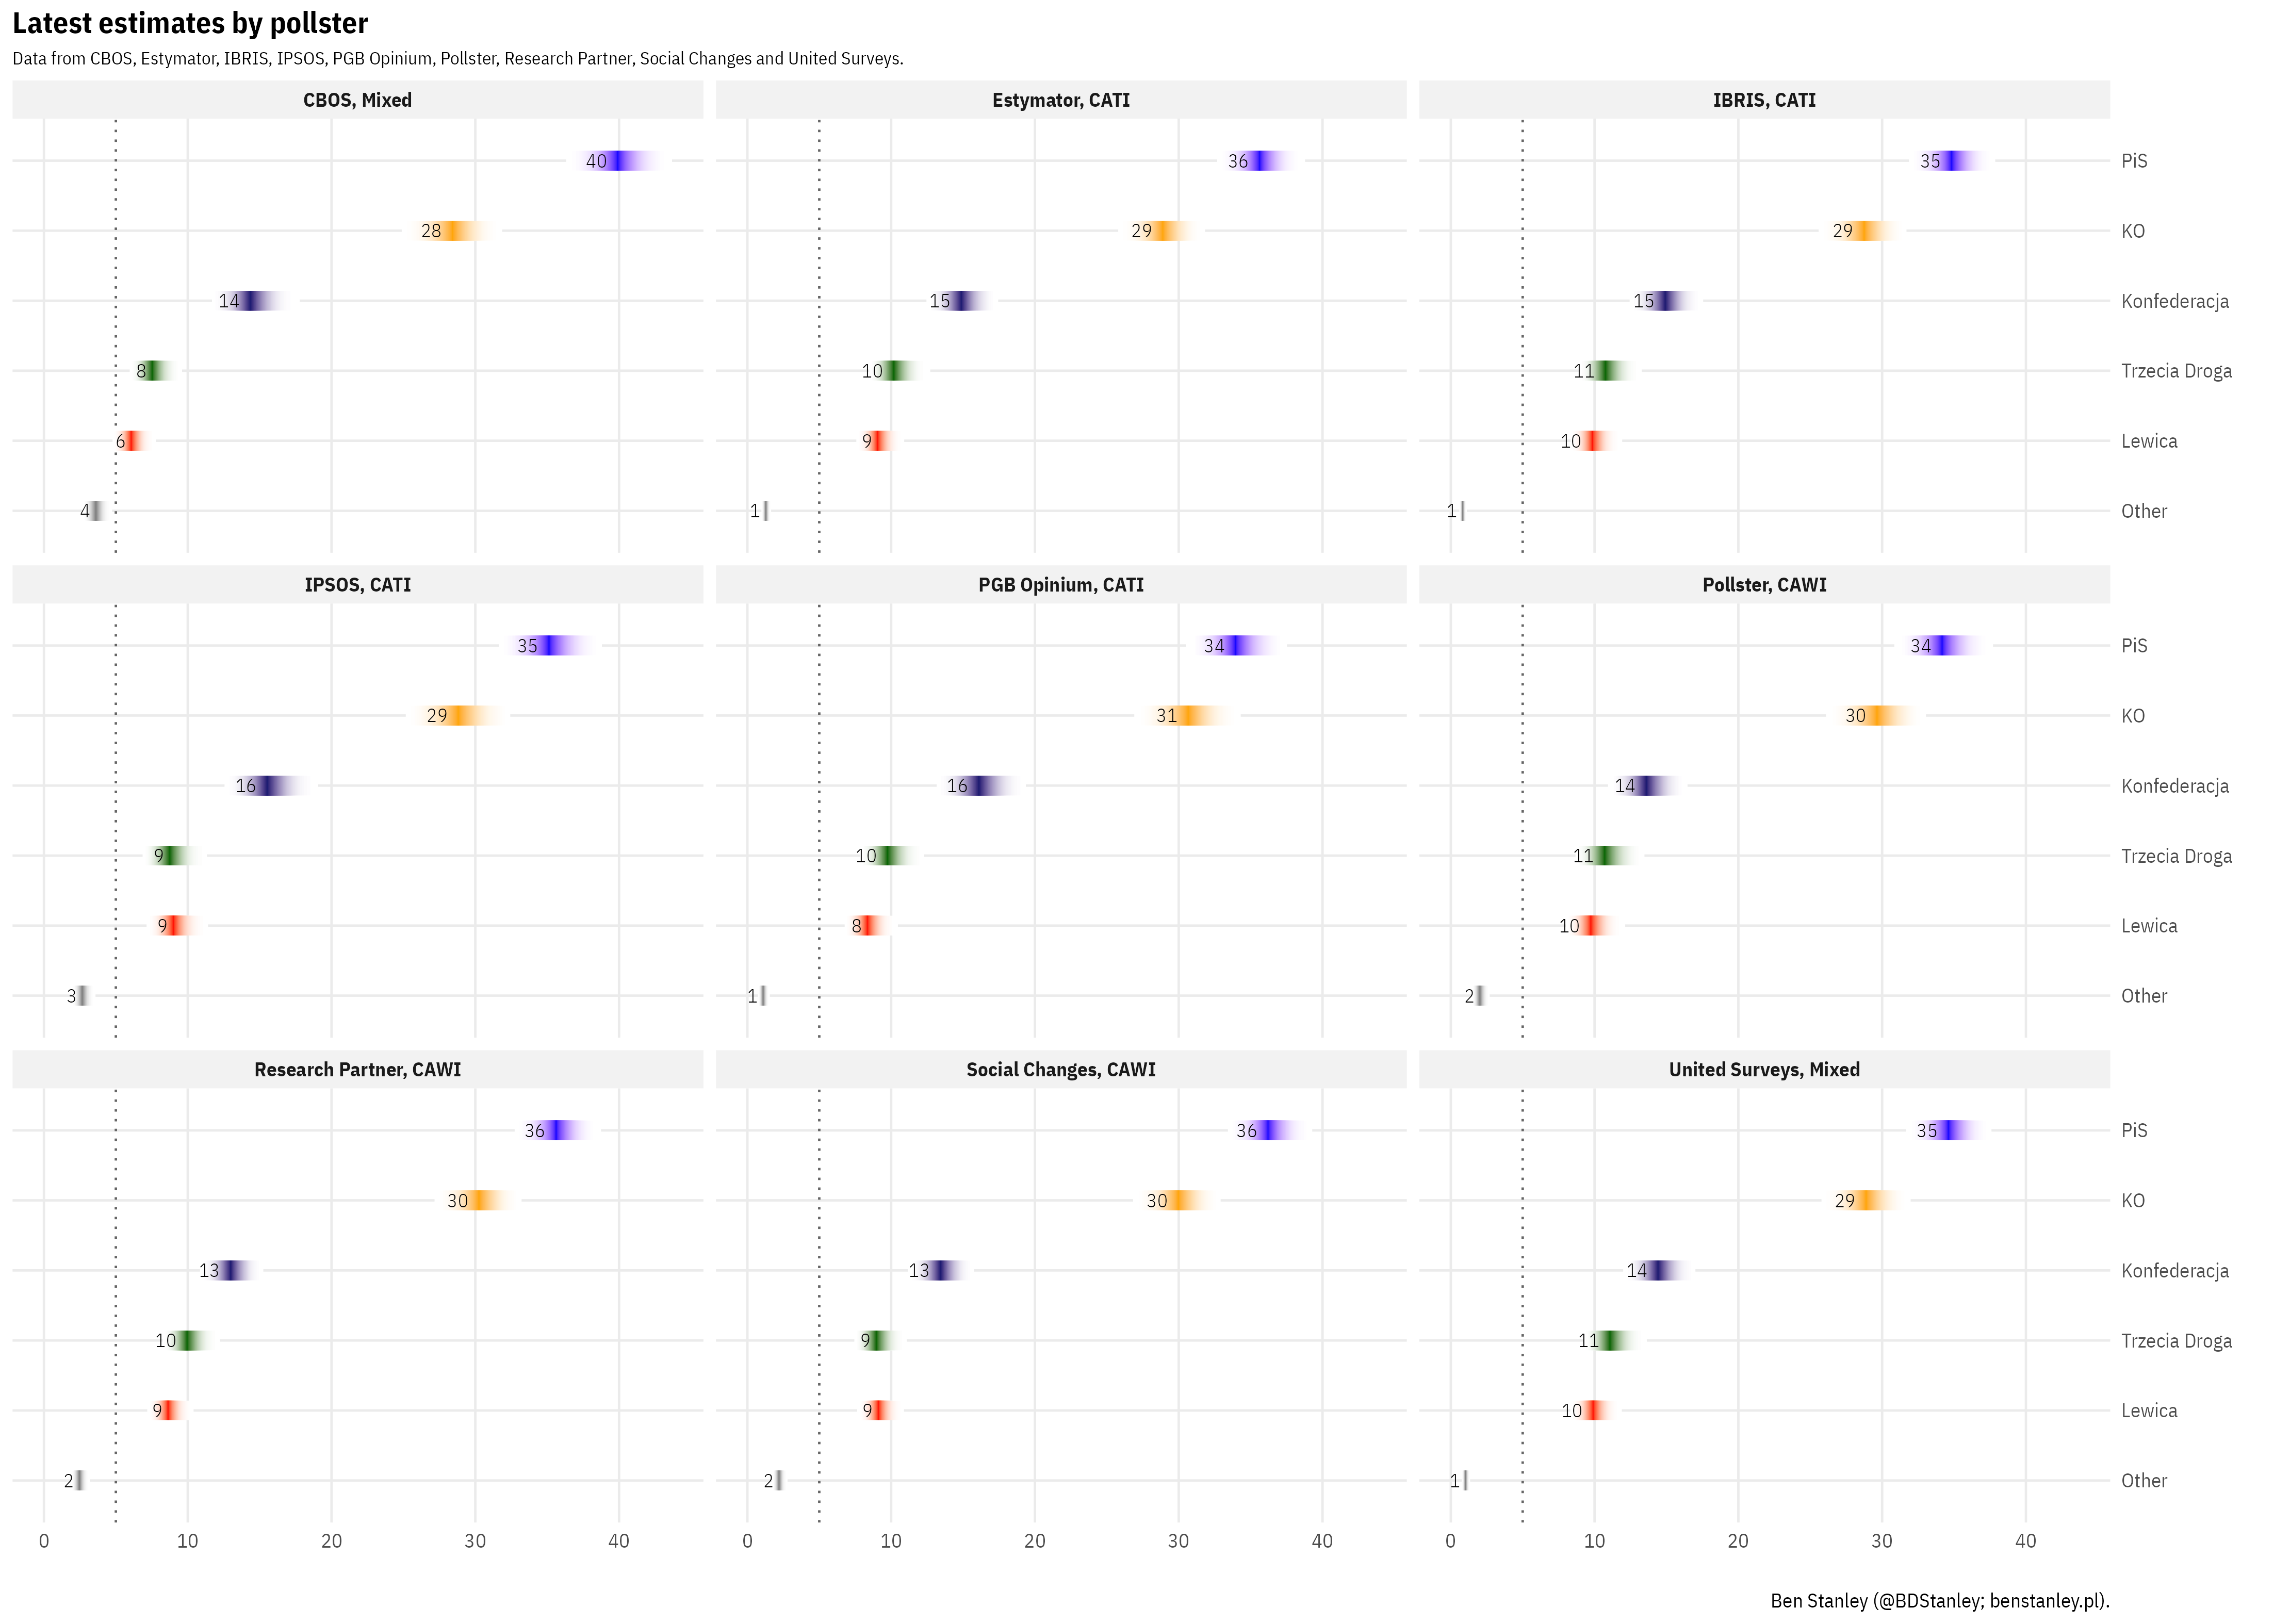 Latest estimates by pollster
Data from CBOS, Estymator, IBRIS, IPSOS, PGB Opinium, Pollster, Research Partner, Social Changes and United Surveys.
CBOS, Mixed Estymator, CATI IBRIS, CATI
40 36 35 PiS
28 29 29 KO
14 15 15 Konfederacja
8 10 11 Trzecia Droga
6 9 10 Lewica
4 1 1 Other
IPSOS, CATI PGB Opinium, CATI Pollster, CAWI
35 34 34 PiS
29 31 30 KO
16 16 14 Konfederacja
9 10 11 Trzecia Droga
9 8 10 Lewica
3 1 2 Other
Research Partner, CAWI Social Changes, CAWI United Surveys, Mixed
36 36 35 PiS
30 30 29 KO
13 13 14 Konfederacja
10 9 11 Trzecia Droga
9 9 10 Lewica
2 2 1 Other
0 10 20 30 40 0 10 20 30 40 0 10 20 30 40
Ben Stanley (@BDStanley; benstanley.pl).